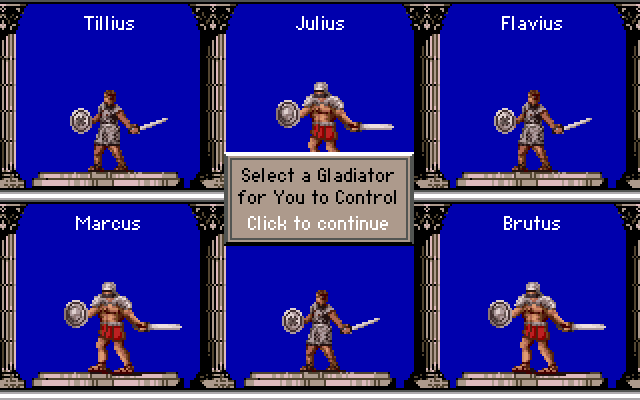 Tillius
Julius
Flavius
Select a Gladiator
for You to Control
Click to continue
Marcus
Brutus